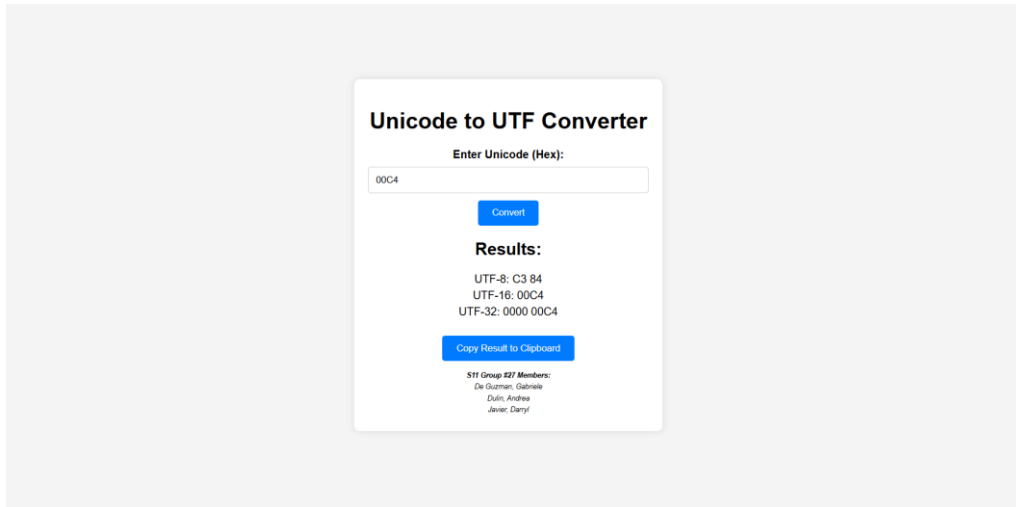 Unicode to UTF Converter
Enter Unicode (Hex):
00C4
Convert
Results:
UTF-8: C3 84
UTF-16: 00C4
UTF-32: 0000 00C4
Copy Result to Clipboard
S11 Group #27 Members:
De Guzman, Gabriele
Dulin, Andrea
Javier, Darryl